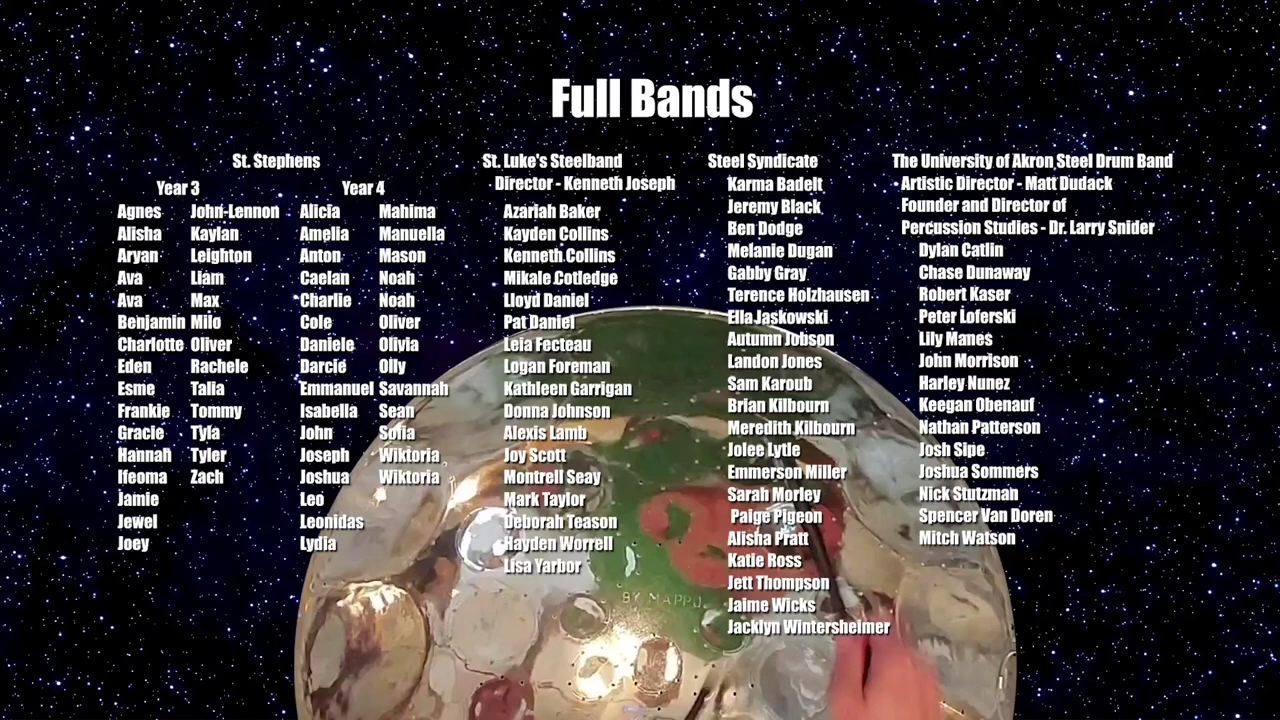 Full Bands
St. Stephens
Year 3
Agnes
Alisha
Aryan
Ava
Ava
Benjamin
Charlotte
Eden
Esme
Frankie
Gracie
Hannah
Ifeoma
Jamie
Jewel
Joey
John-Lennon
Kaylan
Leighton
Liam
Max
Milo
Oliver
Rachele
Talia
Tommy
Tyla
Tyler
Zach
Year 4
Alicia
Amelia
Anton
Caelan
Charlie
Cole
Daniele
Darcie
Emmanuel
Isabella
John
Joseph
Joshua
Leo
Leonidas
Lydia
Mahima
Manuella
Mason
Noah
Noah
Oliver
Olivia
Olly
Savannah
Sean
Sofia
Wiktoria
Wiktoria
St. Luke's Steelband
Director - Kenneth Joseph
Azariah Baker
Kayden Collins
Kenneth Collins
Mikale Cotledge
Lloyd Daniel
Pat Daniel
Leia Fecteau
Logan Foreman
Kathleen Garrigan
Donna Johnson
Alexis Lamb
Joy Scott
Montrell Seay
Mark Taylor
Deborah Teason
Hayden Worrell
Lisa Yarbor
Steel Syndicate
Karma Badelt
Jeremy Black
Ben Dodge
Melanie Dugan
Gabby Gray
Terence Holzhausen
Ella Jaskowski
Autumn Jobson
Landon Jones
Sam Karoub
Brian Kilbourn
Meredith Kilbourn
Jolee Lytle
Emmerson Miller
Sarah Morley
Paige Pigeon
Alisha Pratt
Katie Ross
Jett Thompson
Jaime Wicks
Jacklyn Wintersheimer
The University of Akron Steel Drum Band
Artistic Director - Matt Dudack
Founder and Director of
Percussion Studies - Dr. Larry Snider
Dylan Catlin
Chase Dunaway
Robert Kaser
Peter Loferski
Lily Manes
John Morrison
Harley Nunez
Keegan Obenauf
Nathan Patterson
Josh Sipe
Joshua Sommers
Nick Stutzman
Spencer Van Doren
Mitch Watson
BY MAPPO